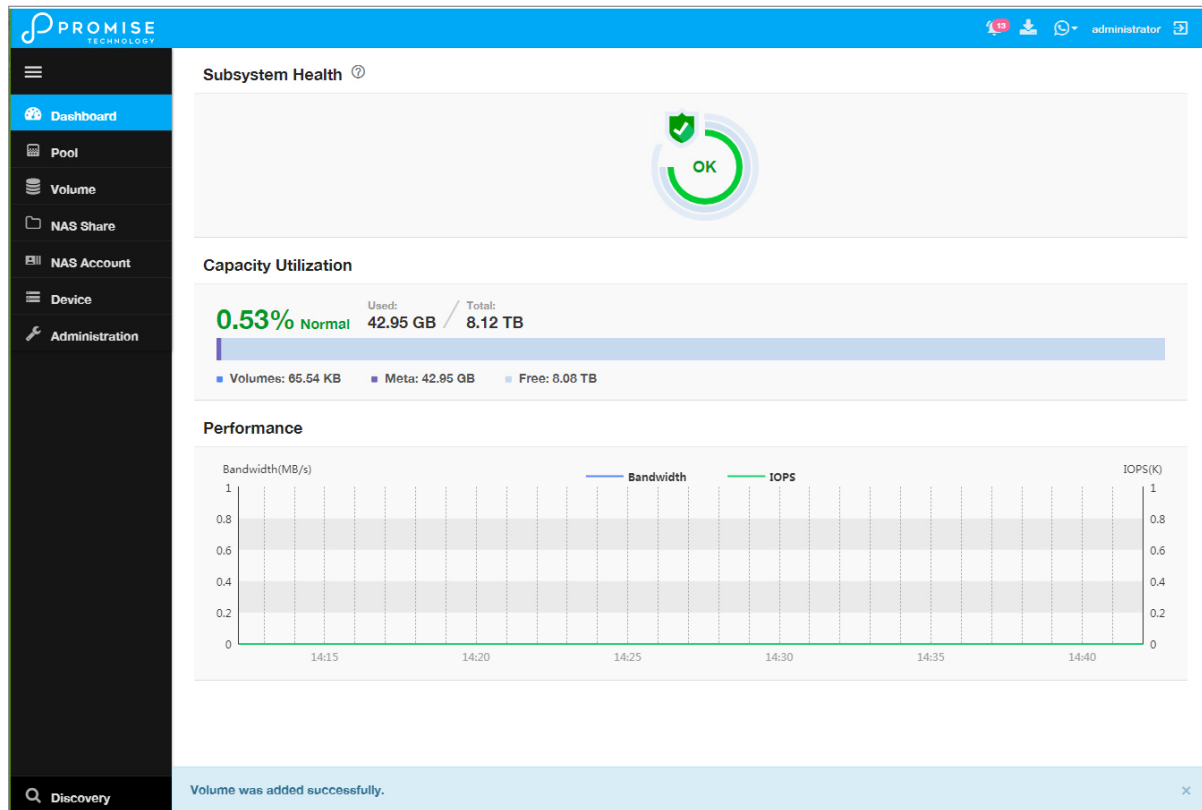 PROMISE
TECHNOLOGY
13
administrator
Subsystem Health ?
Dashboard
Pool
Volume
NAS Share
NAS Account
Device
Administration
Discovery
OK
Capacity Utilization
0.53% Normal
Used:
42.95 GB
Total:
8.12 TB
Volumes: 65.54 KB
Meta: 42.95 GB
Free: 8.08 TB
Performance
Bandwidth(MB/s)
Bandwidth
IOPS
IOPS(K)
1
0.8
0.6
0.4
0.2
0
1
0.8
0.6
0.4
0.2
0
14:15
14:20
14:25
14:30
14:35
14:40
Volume was added successfully.
×